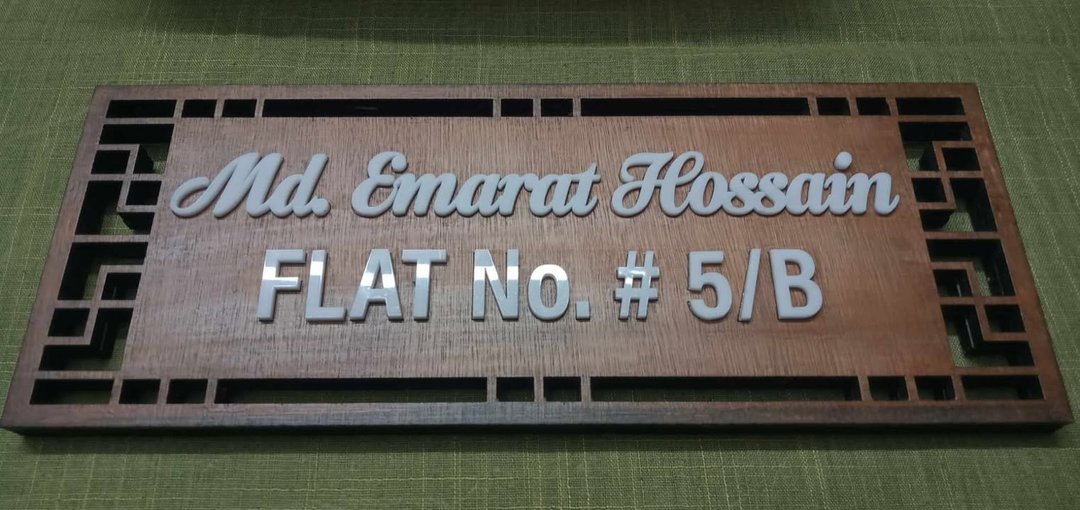 Md. Emarat Hossain
FLAT No. # 5/B